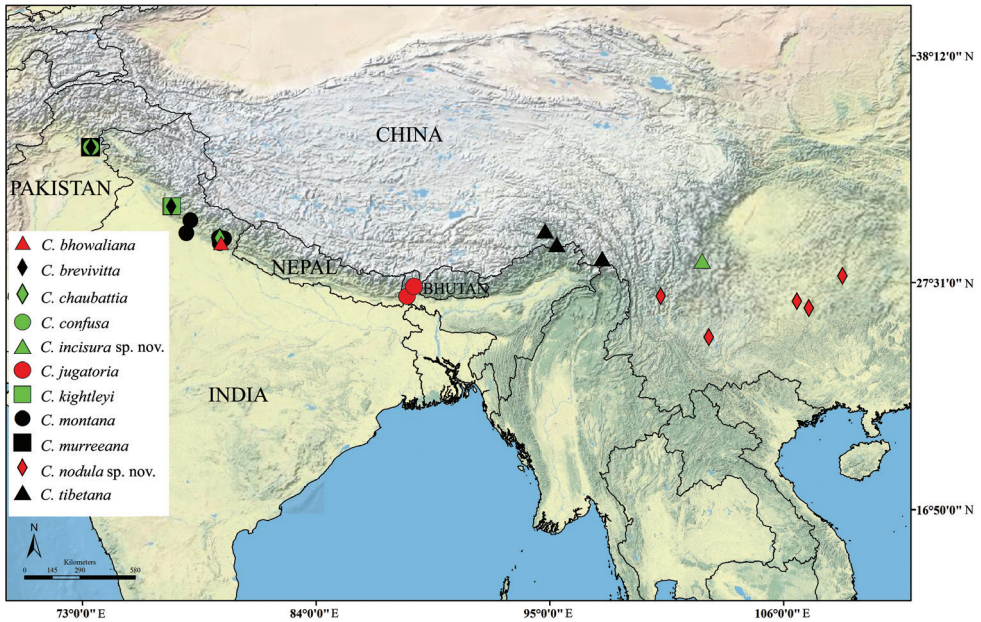 38°12'0" N
CHINA
PAKISTAN
C. bhowaliana
C. brevivitta
C. chaubattia
C. confusa
C. incisura sp. nov.
C. jugatoria
C. kightleyi
C. montana
C. murreeana
C. nodula sp. nov.
C. tibetana
NEPAL
BHUTAN
27°31'0" N
INDIA
16°50'0" N
N
Kilometers
0 145 290 580
73°0'0" E 84°0'0" E 95°0'0" E 106°0'0" E